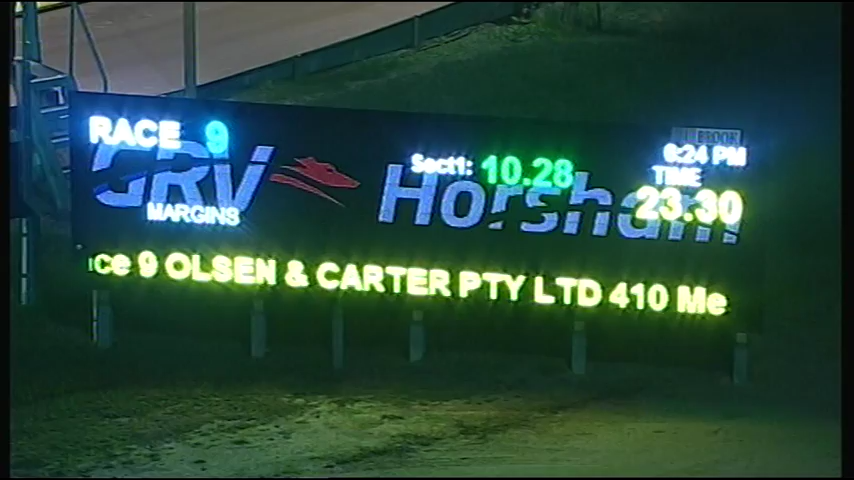 BROOK
RACE 9
6:24 PM
GRV
Sect1: 10.28
TIME
Horsham
23.30
MARGINS
ce 9 OLSEN & CARTER PTY LTD 410 Me